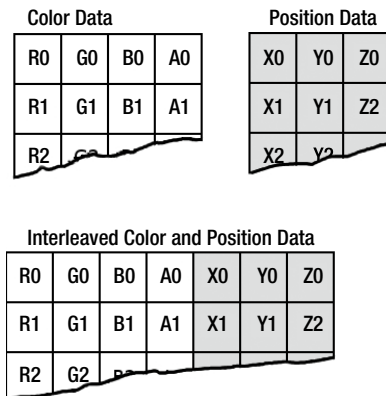 Color Data
R0 G0 B0 A0
R1 G1 B1 A1
R2
Position Data
X0 Y0 Z0
X1 Y1 Z2
X2 Y2
Interleaved Color and Position Data
R0 G0 B0 A0 X0 Y0 Z0
R1 G1 B1 A1 X1 Y1 Z2
R2 G2